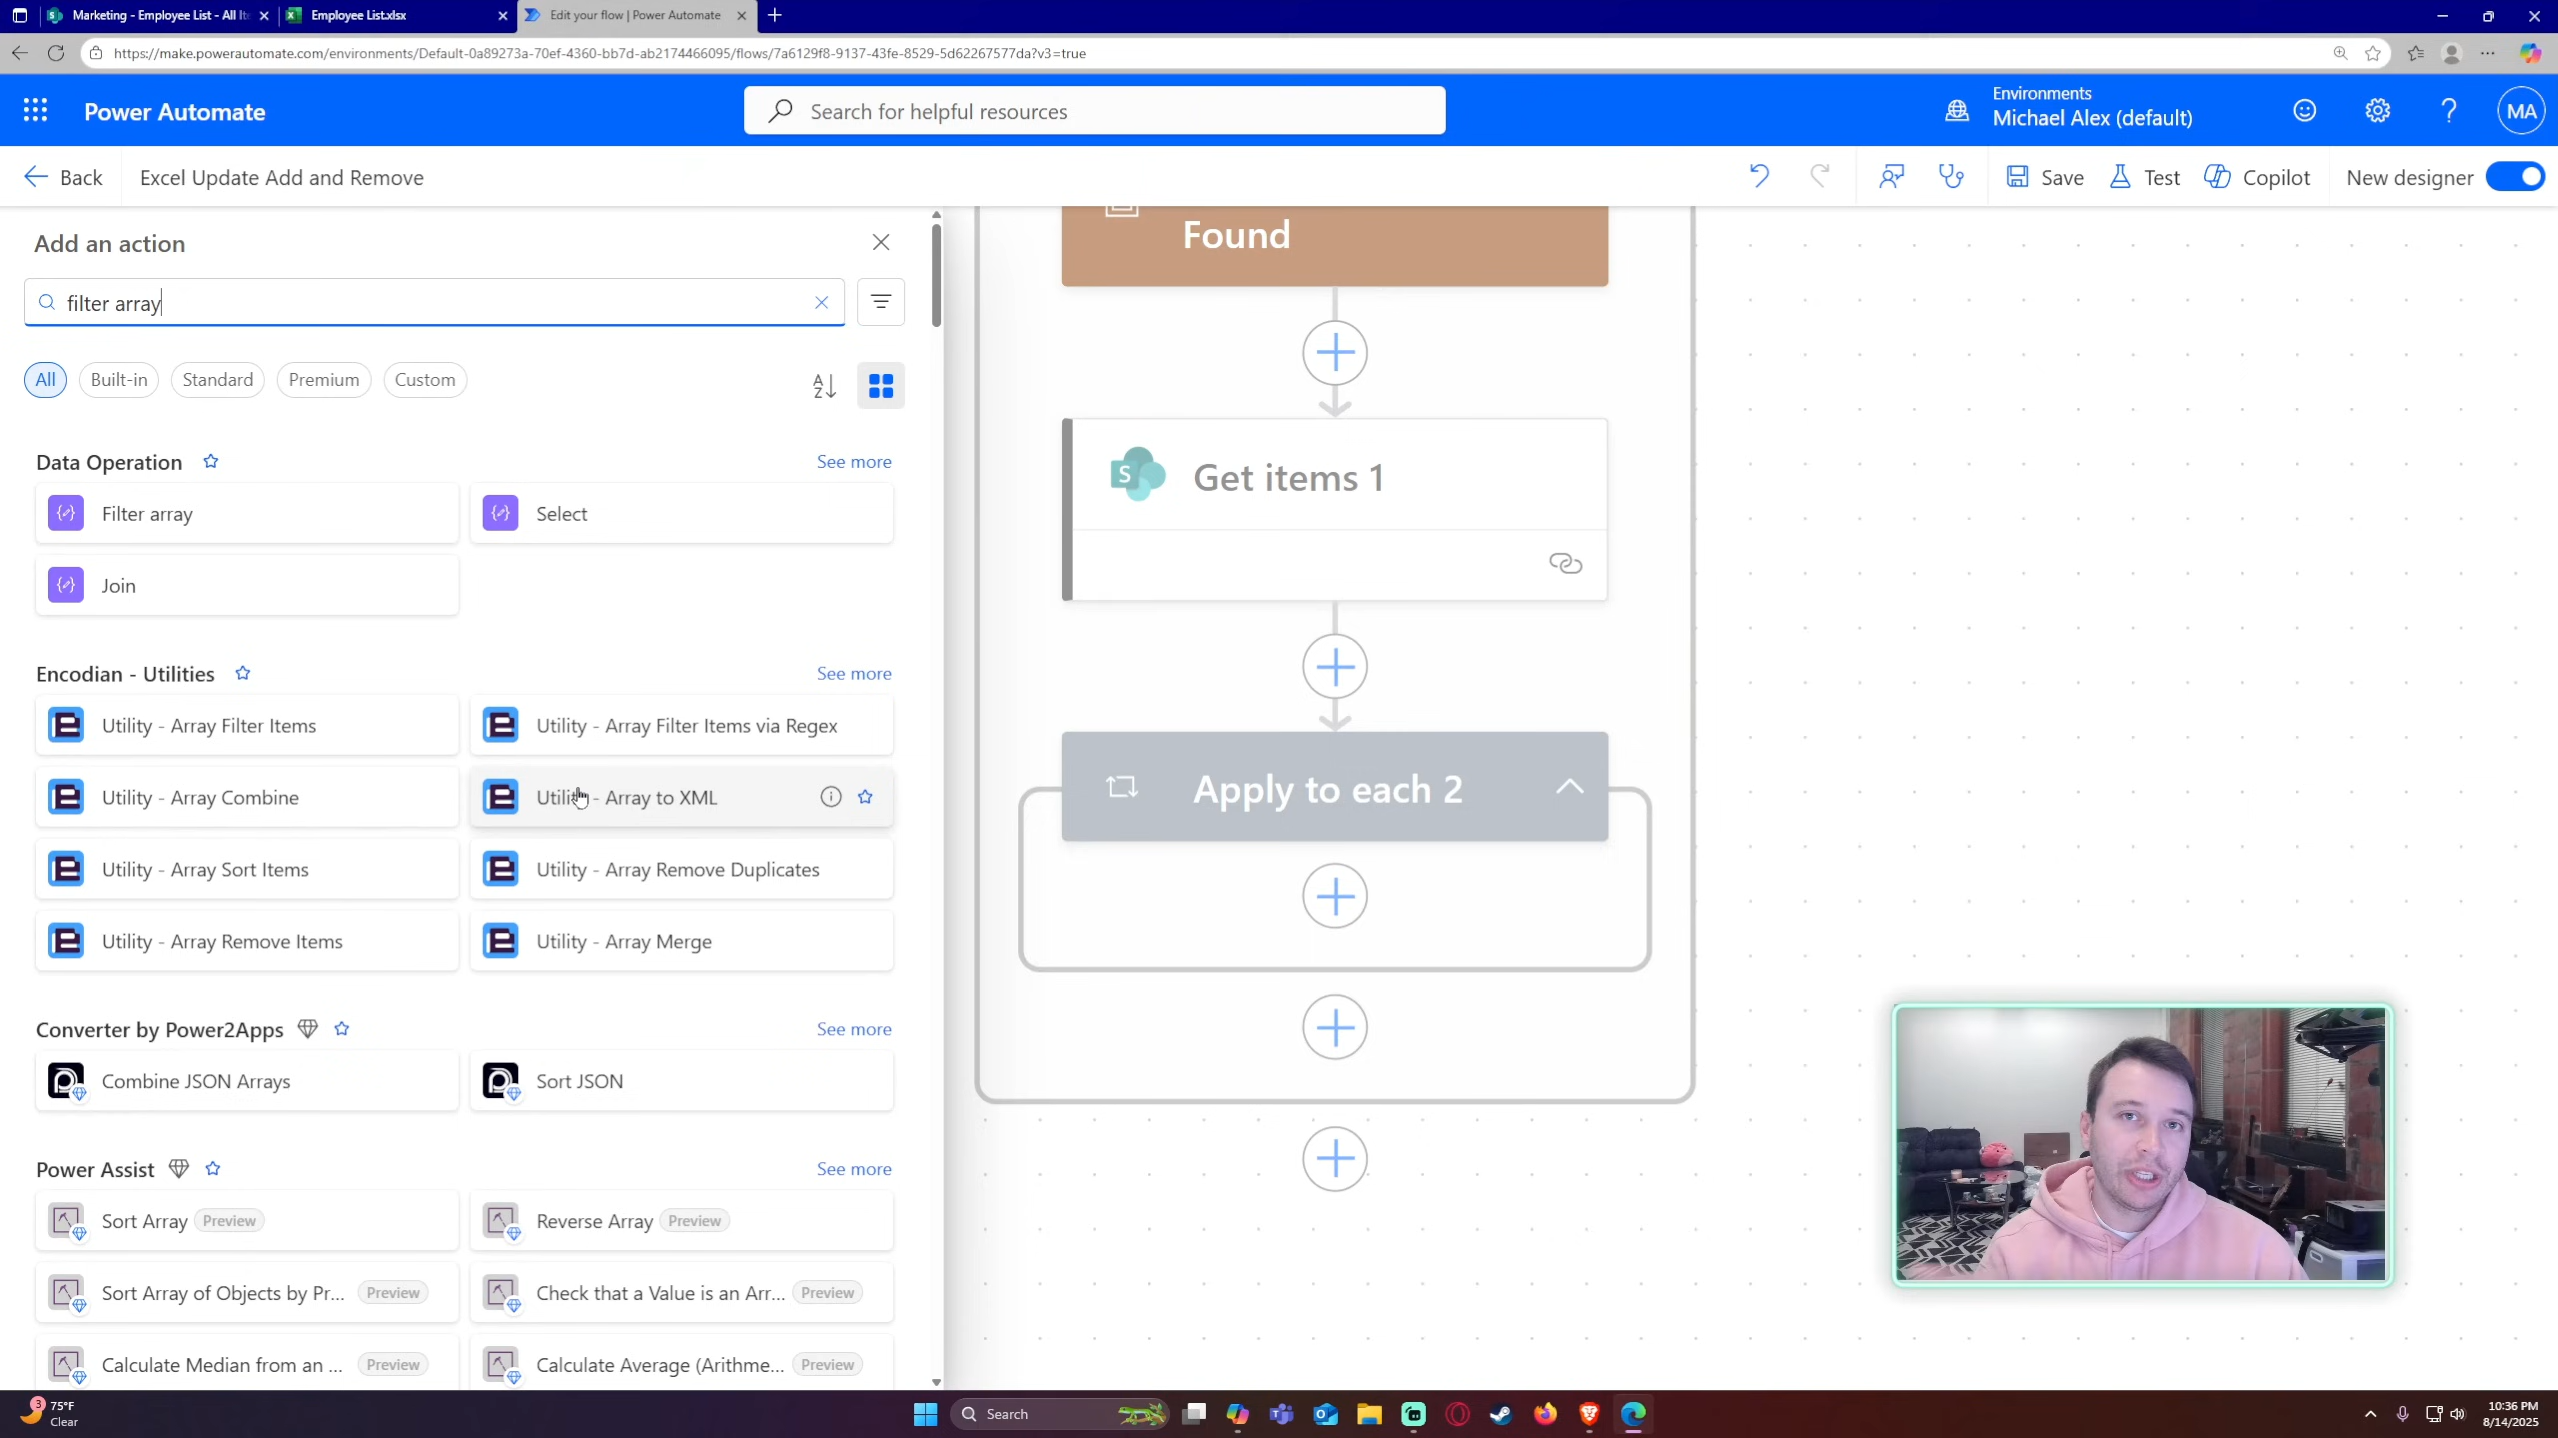 Marketing - Employee List - All It
Employee List.xlsx
Edit your flow | Power Automate
https://make.powerautomate.com/environments/Default-0a89273a-70ef-4360-bb7d-ab2174466095/flows/7a6129f8-9137-43fe-8529-5d62267577da?v3=true
Power Automate
Search for helpful resources
Environments
Michael Alex (default)
MA
Back
Excel Update Add and Remove
Save
Test
Copilot
New designer
Add an action
filter array
All
Built-in
Standard
Premium
Custom
Data Operation
See more
Filter array
Select
Join
Encodian - Utilities
See more
Utility - Array Filter Items
Utility - Array Filter Items via Regex
Utility - Array Combine
Utility - Array to XML
Utility - Array Sort Items
Utility - Array Remove Duplicates
Utility - Array Remove Items
Utility - Array Merge
Converter by Power2Apps
See more
Combine JSON Arrays
Sort JSON
Power Assist
See more
Sort Array Preview
Reverse Array Preview
Sort Array of Objects by Pr... Preview
Check that a Value is an Arr... Preview
Calculate Median from an ... Preview
Calculate Average (Arithme... Preview
Found
Get items 1
Apply to each 2
3
75°F
Clear
Search
10:36 PM
8/14/2025